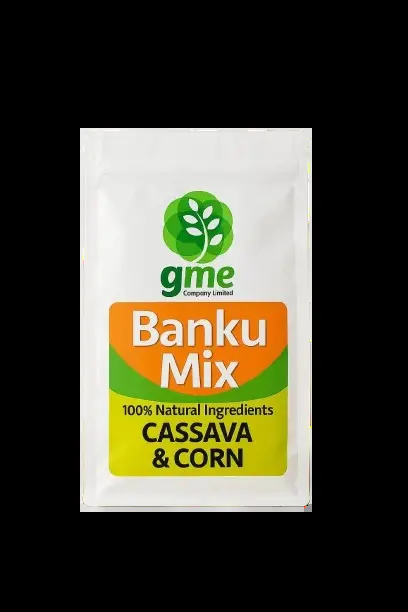 gme
Company Limited
Banku
Mix
100% Natural Ingredients
CASSAVA
& CORN